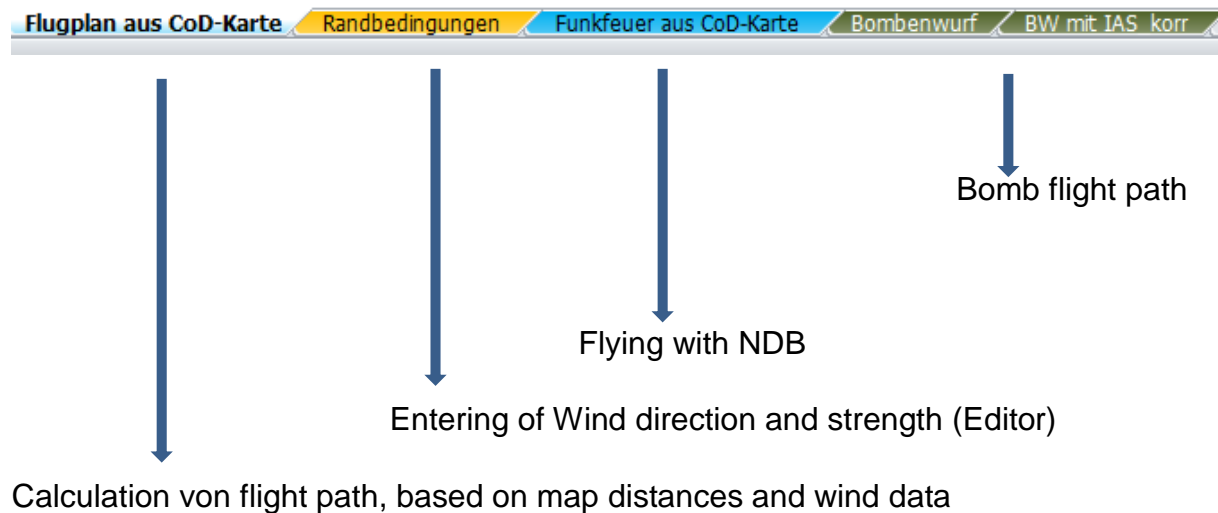 Flugplan aus CoD-Karte Randbedingungen Funkfeuer aus CoD-Karte Bombenwurf BW mit IAS korr
Bomb flight path
Flying with NDB
Entering of Wind direction and strength (Editor)
Calculation von flight path, based on map distances and wind data